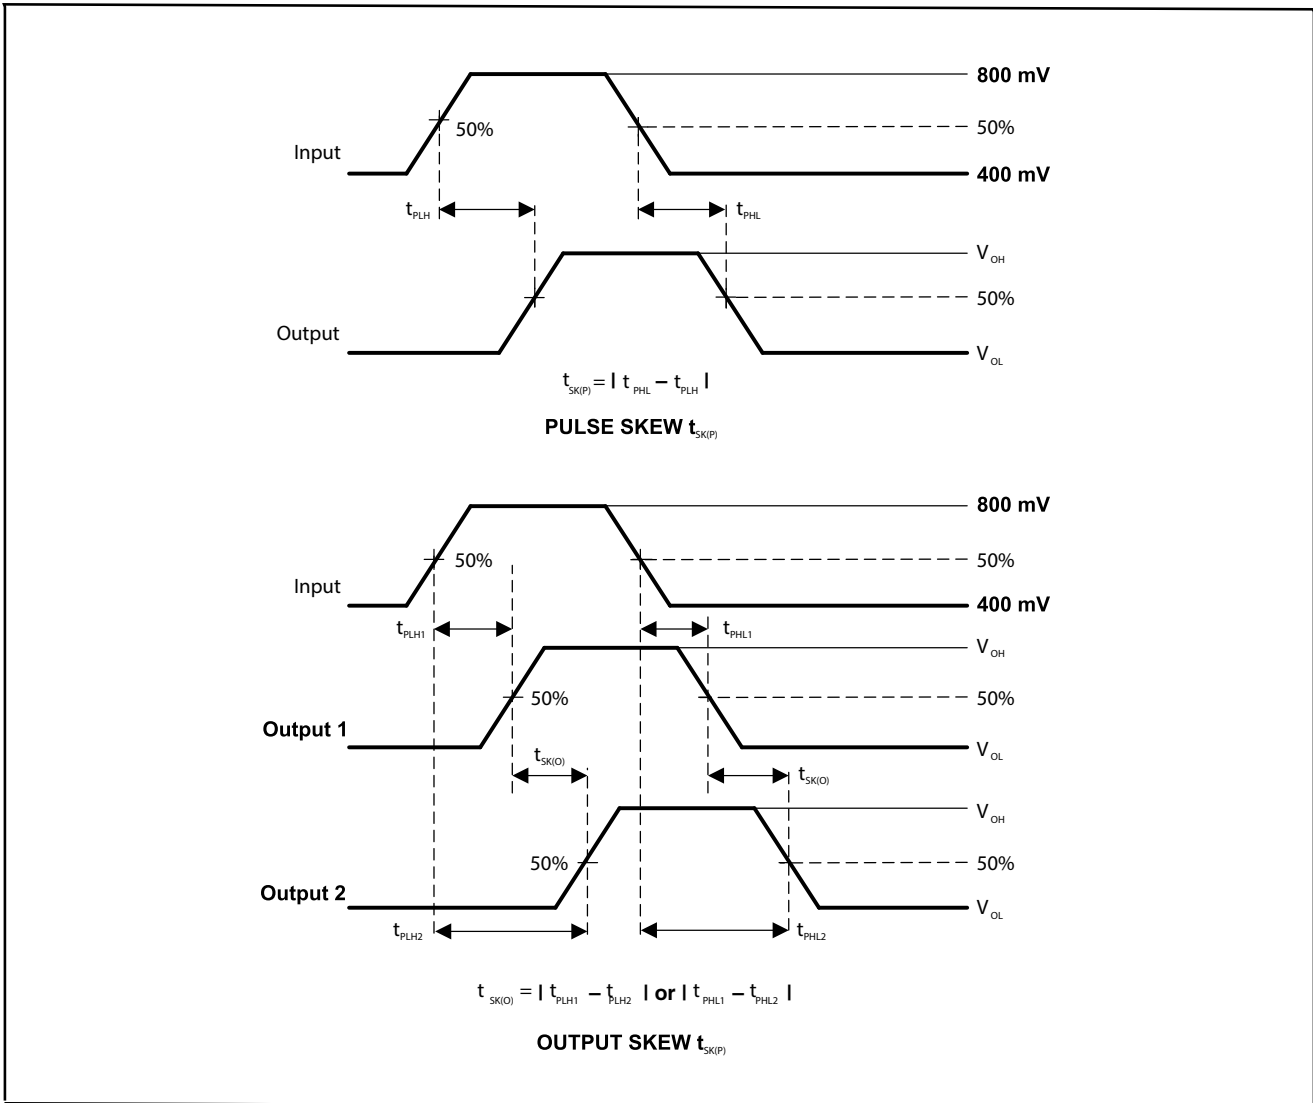 800 mV
50%
50%
Input
400 mV
tPLH
tPHL
VOH
50%
Output
VOL
tSK(P) = | tPHL – tPLH |
PULSE SKEW tSK(P)
800 mV
50%
50%
Input
400 mV
tPLH1
tPHL1
VOH
50%
50%
Output 1
VOL
tSK(O)
tSK(O)
VOH
50%
50%
Output 2
VOL
tPLH2
tPHL2
tSK(O) = | tPLH1 – tPLH2 | or | tPHL1 – tPHL2 |
OUTPUT SKEW tSK(P)